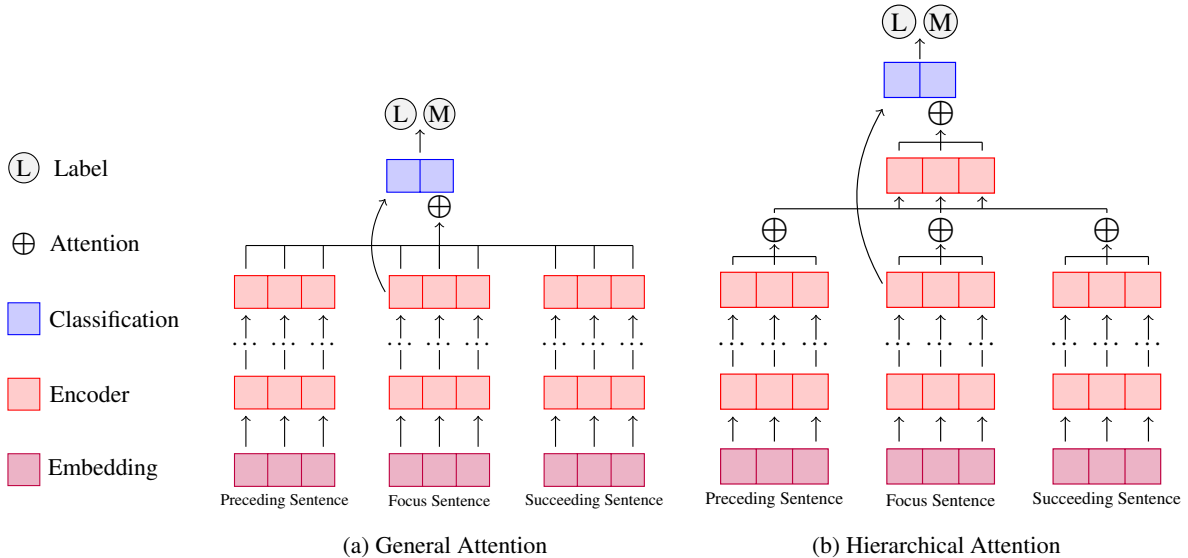 L M
L M
L Label
Attention
Classification
Encoder
Embedding
... ... ...
... ... ...
... ... ...
... ... ...
... ... ...
... ... ...
Preceding Sentence Focus Sentence Succeeding Sentence
Preceding Sentence Focus Sentence Succeeding Sentence
(a) General Attention
(b) Hierarchical Attention